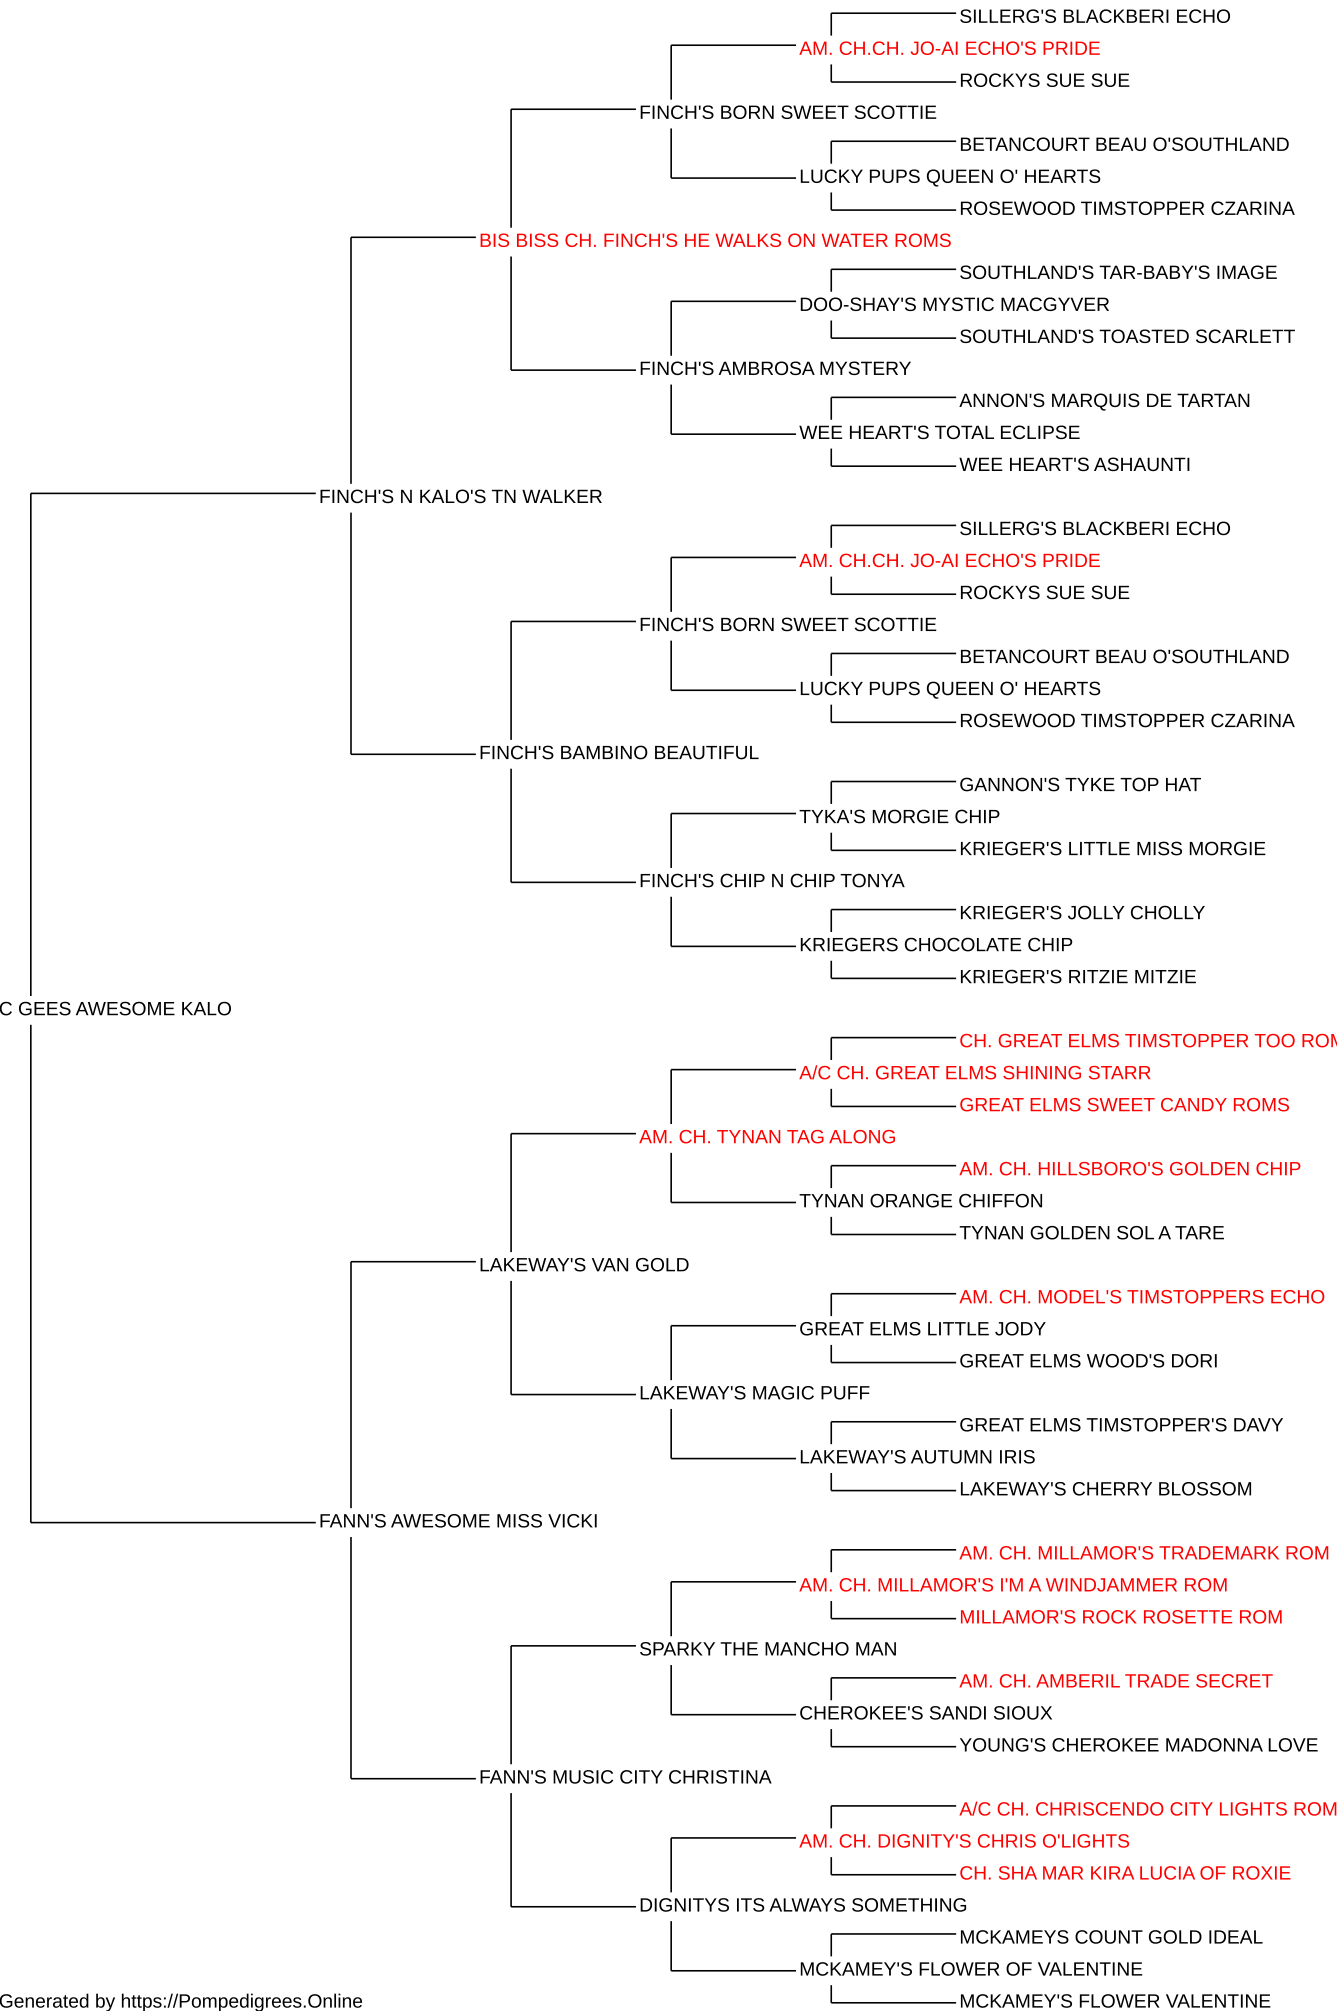 SILLERG'S BLACKBERI ECHO
AM. CH.CH. JO-AI ECHO'S PRIDE
ROCKYS SUE SUE
FINCH'S BORN SWEET SCOTTIE
BETANCOURT BEAU O'SOUTHLAND
LUCKY PUPS QUEEN O' HEARTS
ROSEWOOD TIMSTOPPER CZARINA
BIS BISS CH. FINCH'S HE WALKS ON WATER ROMS
SOUTHLAND'S TAR-BABY'S IMAGE
DOO-SHAY'S MYSTIC MACGYVER
SOUTHLAND'S TOASTED SCARLETT
FINCH'S AMBROSA MYSTERY
ANNON'S MARQUIS DE TARTAN
WEE HEART'S TOTAL ECLIPSE
WEE HEART'S ASHAUNTI
FINCH'S N KALO'S TN WALKER
SILLERG'S BLACKBERI ECHO
AM. CH.CH. JO-AI ECHO'S PRIDE
ROCKYS SUE SUE
FINCH'S BORN SWEET SCOTTIE
BETANCOURT BEAU O'SOUTHLAND
LUCKY PUPS QUEEN O' HEARTS
ROSEWOOD TIMSTOPPER CZARINA
FINCH'S BAMBINO BEAUTIFUL
GANNON'S TYKE TOP HAT
TYKA'S MORGIE CHIP
KRIEGER'S LITTLE MISS MORGIE
FINCH'S CHIP N CHIP TONYA
KRIEGER'S JOLLY CHOLLY
KRIEGERS CHOCOLATE CHIP
KRIEGER'S RITZIE MITZIE
C GEES AWESOME KALO
CH. GREAT ELMS TIMSTOPPER TOO ROM
A/C CH. GREAT ELMS SHINING STARR
GREAT ELMS SWEET CANDY ROMS
AM. CH. TYNAN TAG ALONG
AM. CH. HILLSBORO'S GOLDEN CHIP
TYNAN ORANGE CHIFFON
TYNAN GOLDEN SOL A TARE
LAKEWAY'S VAN GOLD
AM. CH. MODEL'S TIMSTOPPERS ECHO
GREAT ELMS LITTLE JODY
GREAT ELMS WOOD'S DORI
LAKEWAY'S MAGIC PUFF
GREAT ELMS TIMSTOPPER'S DAVY
LAKEWAY'S AUTUMN IRIS
LAKEWAY'S CHERRY BLOSSOM
FANN'S AWESOME MISS VICKI
AM. CH. MILLAMOR'S TRADEMARK ROM
AM. CH. MILLAMOR'S I'M A WINDJAMMER ROM
MILLAMOR'S ROCK ROSETTE ROM
SPARKY THE MANCHO MAN
AM. CH. AMBERIL TRADE SECRET
CHEROKEE'S SANDI SIOUX
YOUNG'S CHEROKEE MADONNA LOVE
FANN'S MUSIC CITY CHRISTINA
A/C CH. CHRISCENDO CITY LIGHTS ROM
AM. CH. DIGNITY'S CHRIS O'LIGHTS
CH. SHA MAR KIRA LUCIA OF ROXIE
DIGNITYS ITS ALWAYS SOMETHING
MCKAMEYS COUNT GOLD IDEAL
MCKAMEY'S FLOWER OF VALENTINE
MCKAMEY'S FLOWER VALENTINE
Generated by https://Pompedigrees.Online